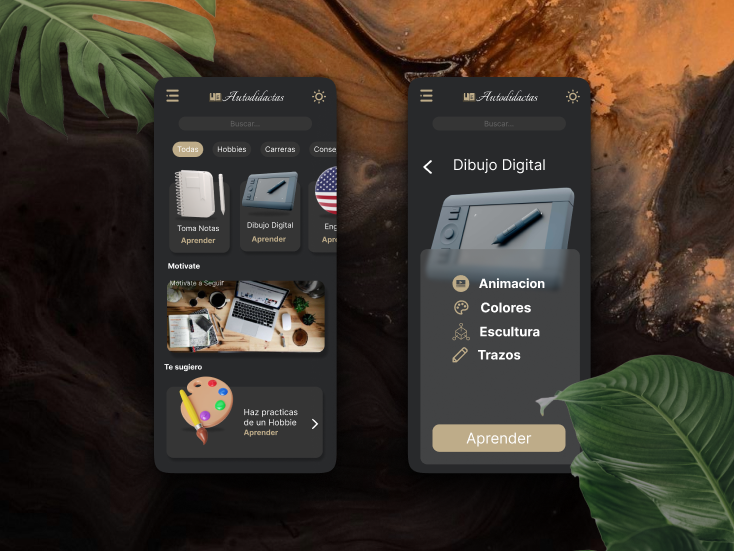 Autodidactas
Buscar...
Todas
Hobbies
Carreras
Conse
Toma Notas
Aprender
Dibujo Digital
Aprender
Eng
Apr
Motivate
Motivate a Seguir
Te sugiero
Haz practicas
de un Hobbie
Aprender
Autodidactas
Buscar...
Dibujo Digital
Animacion
Colores
Escultura
Trazos
Aprender